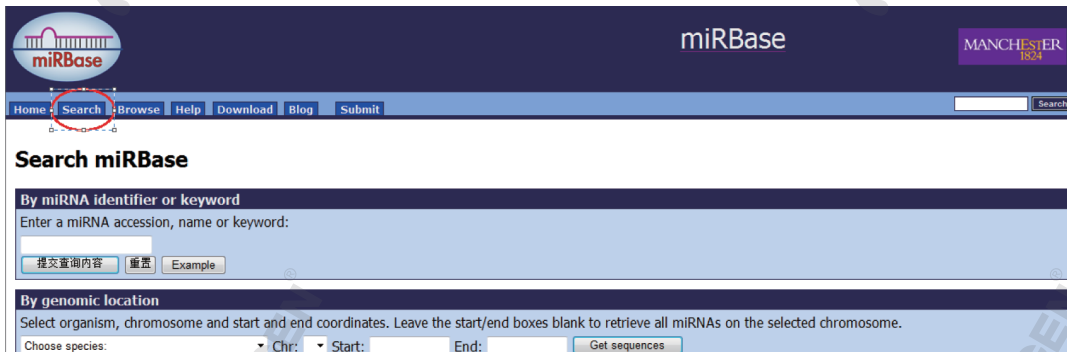 miRBase
miRBase
MANCHESTER
1824
Home Search Browse Help Download Blog Submit
Search
Search miRBase
By miRNA identifier or keyword
Enter a miRNA accession, name or keyword:
提交查询内容 重置 Example
By genomic location
Select organism, chromosome and start and end coordinates. Leave the start/end boxes blank to retrieve all miRNAs on the selected chromosome.
Choose species: Chr: Start: End: Get sequences